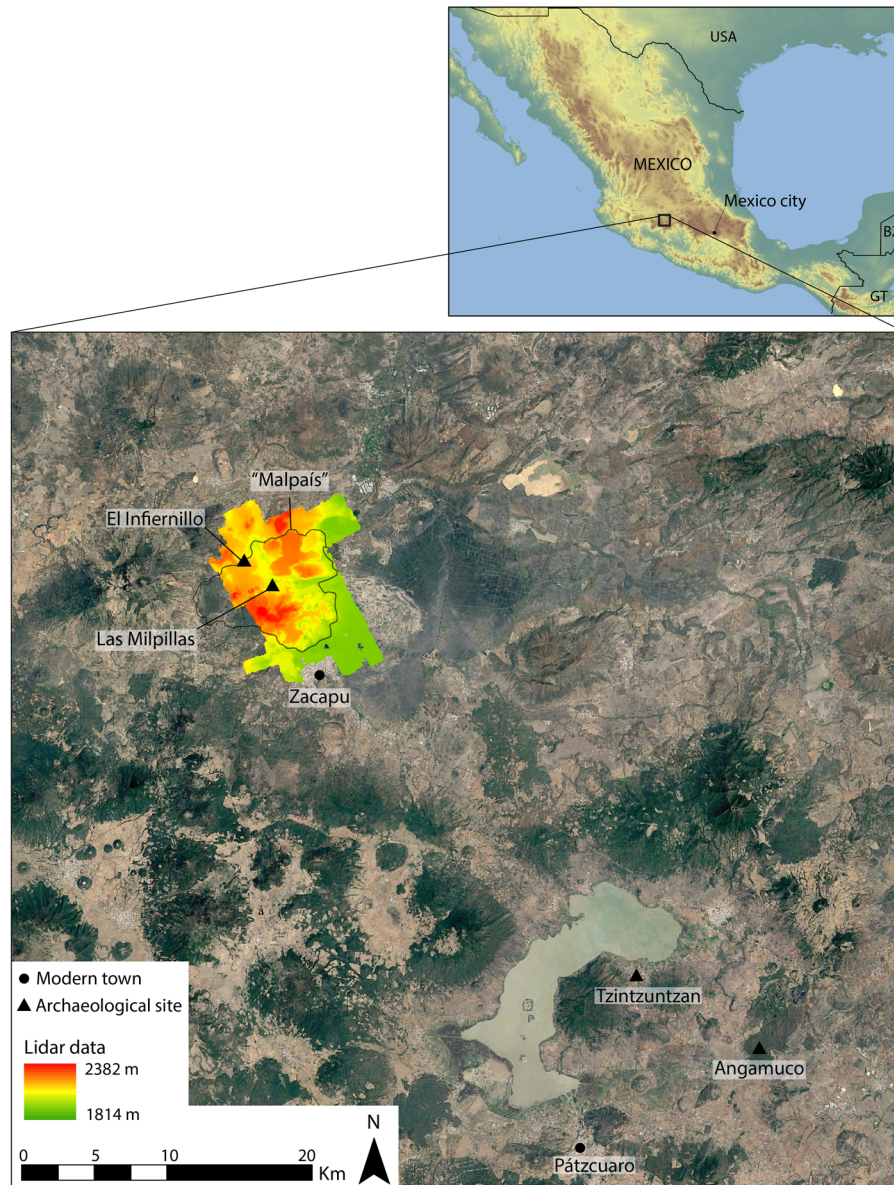 USA
MEXICO
Mexico city
BZ
GT
"Malpaís"
El Infiernillo
Las Milpillas
Zacapu
a
Tzintzuntzan
Angamuco
Pátzcuaro
Modern town
Archaeological site
Lidar data
2382 m
1814 m
0 5 10 20
Km
N